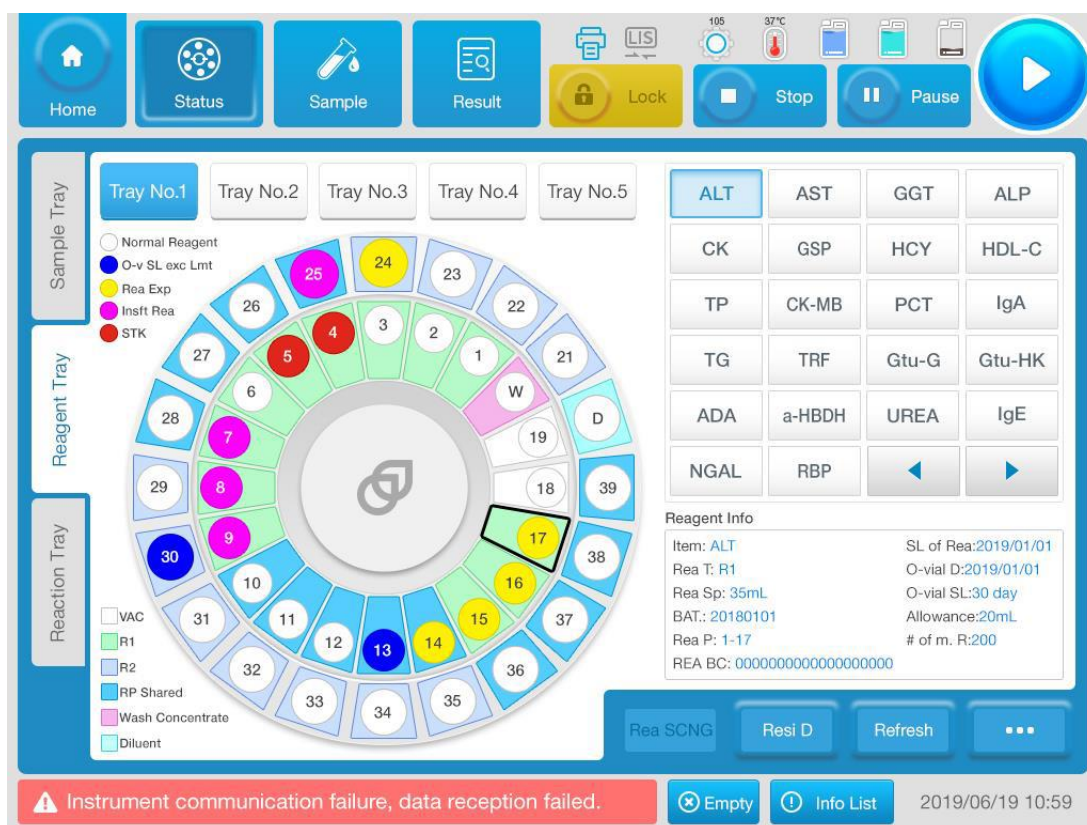 105 37°C
LIS
Home Status Sample Result Lock Stop Pause
Sample Tray
Reagent Tray
Reaction Tray
Tray No.1 Tray No.2 Tray No.3 Tray No.4 Tray No.5
Normal Reagent
O-v SL exc Lmt
Rea Exp
Insft Rea
STK
25 24 23
26 22
27 21
28 D
29 39
30 38
31 37
32 36
33 34 35
4 3 2
5 1
6 W
7 19
8 18
9 17
10 16
11 15
12 13 14
VAC
R1
R2
RP Shared
Wash Concentrate
Diluent
ALT AST GGT ALP
CK GSP HCY HDL-C
TP CK-MB PCT IgA
TG TRF Gtu-G Gtu-HK
ADA a-HBDH UREA IgE
NGAL RBP
Reagent Info
Item: ALT SL of Rea:2019/01/01
Rea T: R1 O-vial D:2019/01/01
Rea Sp: 35mL O-vial SL:30 day
BAT.: 20180101 Allowance:20mL
Rea P: 1-17 # of m. R:200
REA BC: 0000000000000000000
Rea SCNG Resi D Refresh •••
Instrument communication failure, data reception failed. Empty Info List 2019/06/19 10:59